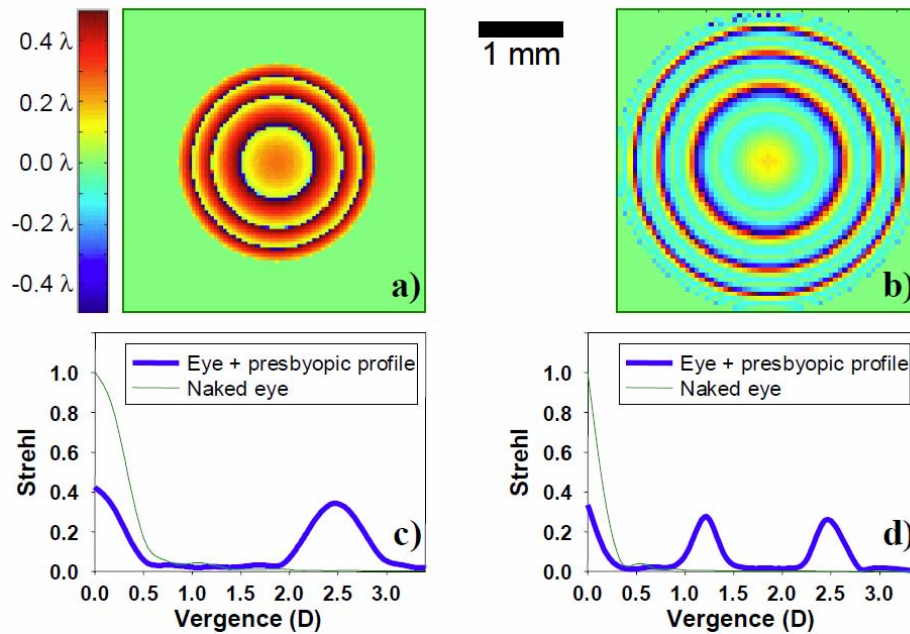 0.4 λ
0.2 λ
0.0 λ
-0.2 λ
-0.4 λ
a)
1 mm
b)
Eye + presbyopic profile
Naked eye
1.0
0.8
0.6
0.4
0.2
0.0
Strehl
c)
0.0 0.5 1.0 1.5 2.0 2.5 3.0
Vergence (D)
Eye + presbyopic profile
Naked eye
1.0
0.8
0.6
0.4
0.2
0.0
Strehl
d)
0.0 0.5 1.0 1.5 2.0 2.5 3.0
Vergence (D)